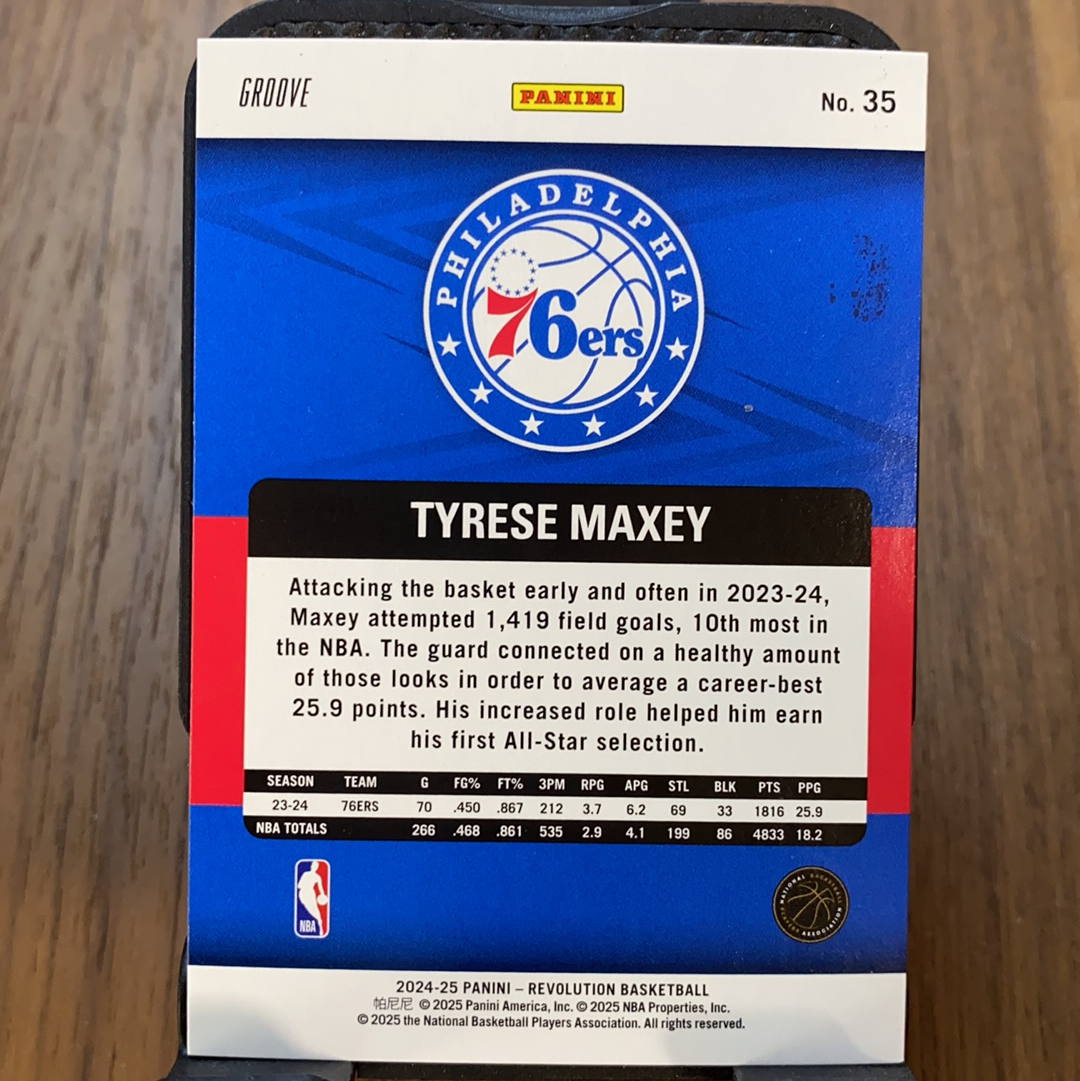 GROOVE
PANINI
No. 35
PHILADELPHIA
76ers
TYRESE MAXEY
Attacking the basket early and often in 2023-24,
Maxey attempted 1,419 field goals, 10th most in
the NBA. The guard connected on a healthy amount
of those looks in order to average a career-best
25.9 points. His increased role helped him earn
his first All-Star selection.
SEASON TEAM G FG% FT% 3PM RPG APG STL BLK PTS PPG
23-24 76ERS 70 .450 .867 212 3.7 6.2 69 33 1816 25.9
NBA TOTALS 266 .468 .861 535 2.9 4.1 199 86 4833 18.2
NBA
NATIONAL BASKETBALL
PLAYERS ASSOCIATION
2024-25 PANINI – REVOLUTION BASKETBALL
帕尼尼 © 2025 Panini America, Inc. © 2025 NBA Properties, Inc.
© 2025 the National Basketball Players Association. All rights reserved.